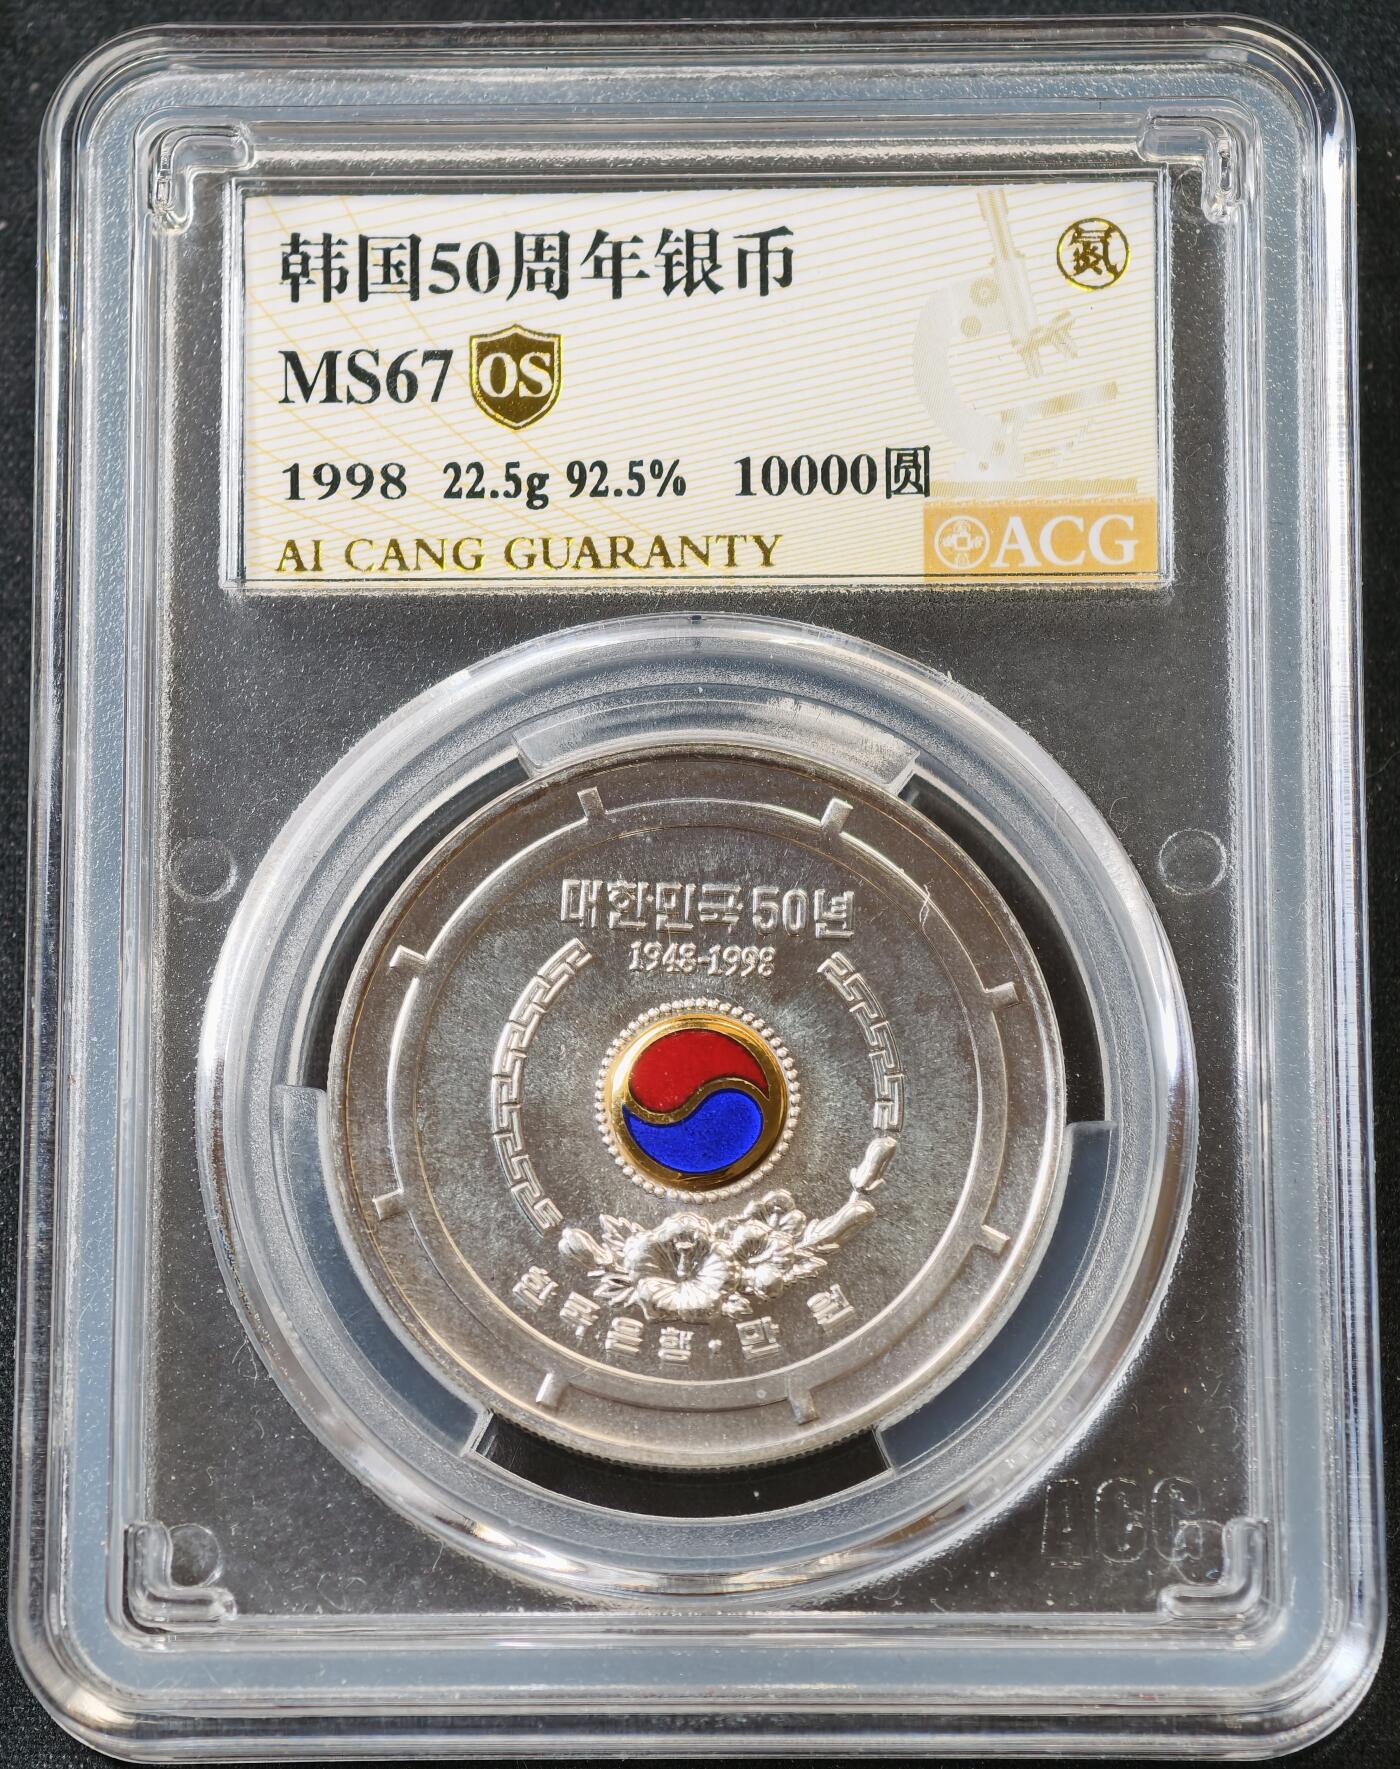 韩国50周年银币
氮
MS67 OS
1998 22.5g 92.5% 10000圆
AI CANG GUARANTY
ACG
대한민국 50년
1948-1998
한국은행·만원
ACG